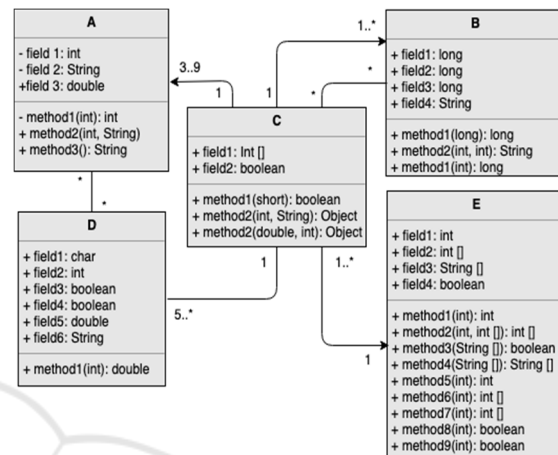 A
- field 1: int
- field 2: String
+field 3: double
- method1(int): int
+ method2(int, String)
+ method3(): String
3..9
1
1
1..*
*
*
B
+ field1: long
+ field2: long
+ field3: long
+ field4: String
+ method1(long): long
+ method2(int, int): String
+ method1(int): long
C
+ field1: Int []
+ field2: boolean
+ method1(short): boolean
+ method2(int, String): Object
+ method2(double, int): Object
*
*
D
+ field1: char
+ field2: int
+ field3: boolean
+ field4: boolean
+ field5: double
+ field6: String
+ method1(int): double
1
5..*
1..*
1
E
+ field1: int
+ field2: int []
+ field3: String []
+ field4: boolean
+ method1(int): int
+ method2(int, int []): int []
+ method3(String []): boolean
+ method4(String []): String []
+ method5(int): int
+ method6(int): int []
+ method7(int): int []
+ method8(int): boolean
+ method9(int): boolean